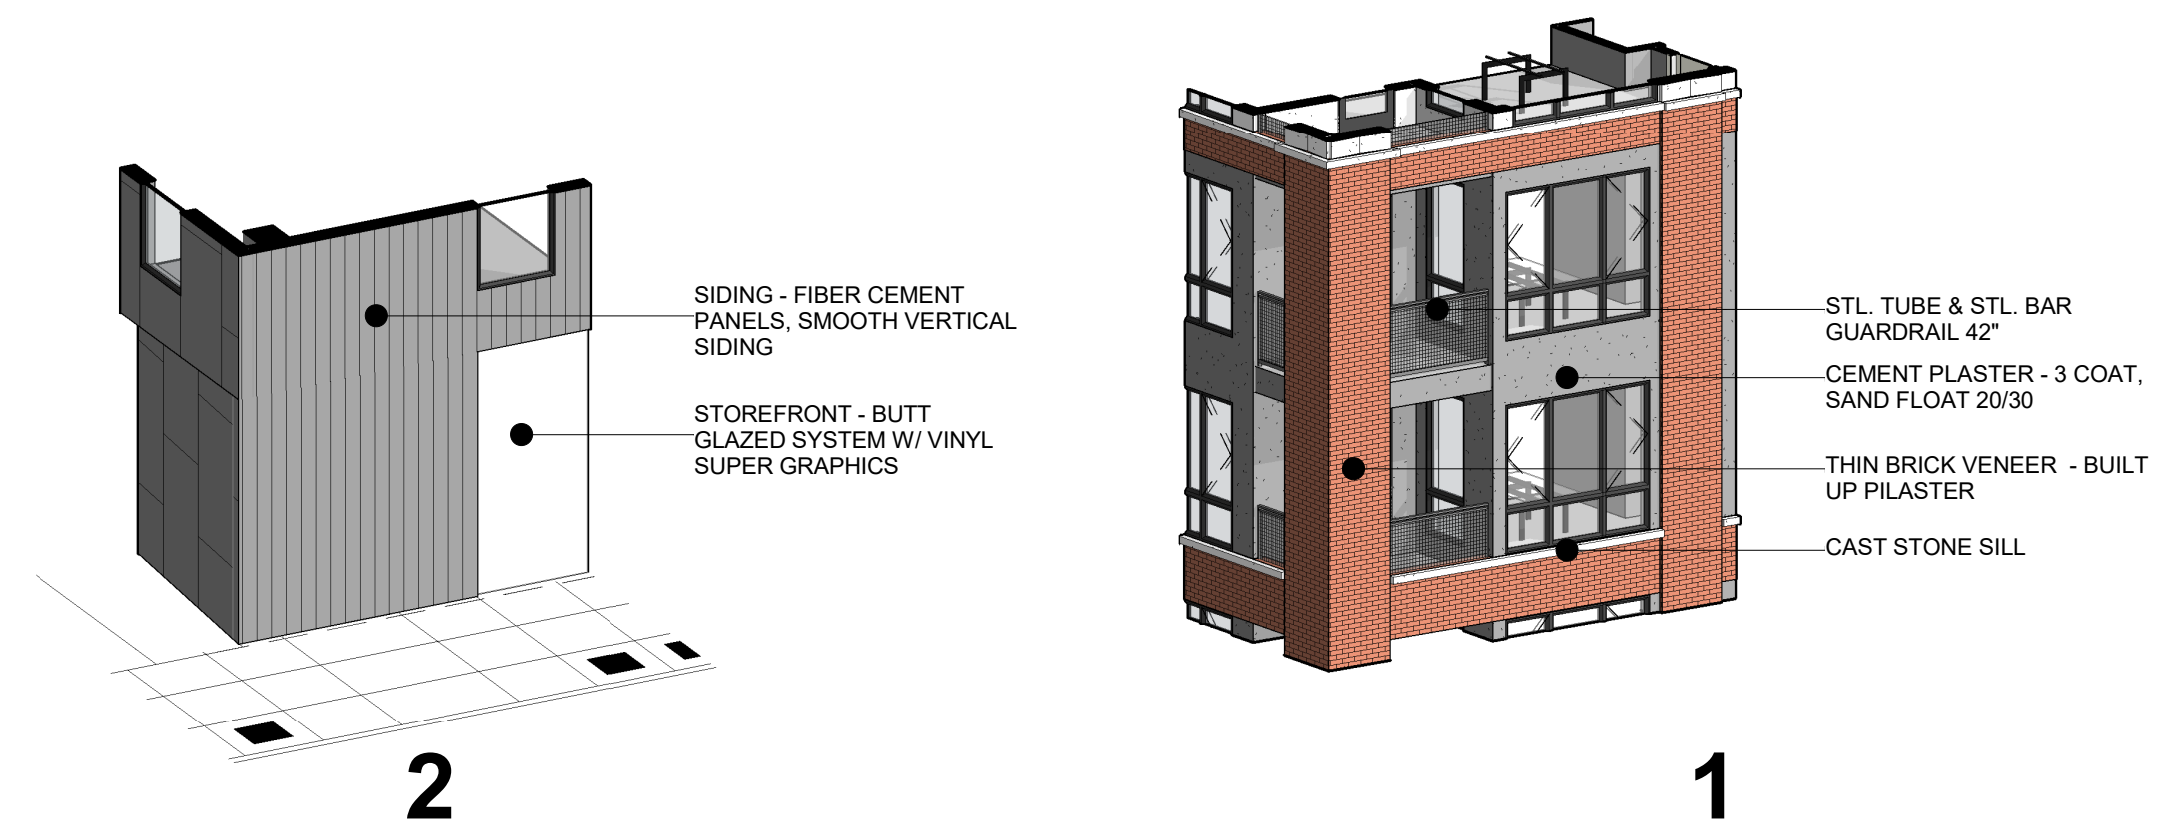 SIDING - FIBER CEMENT
PANELS, SMOOTH VERTICAL
SIDING
STOREFRONT - BUTT
GLAZED SYSTEM W/ VINYL
SUPER GRAPHICS
2
STL. TUBE & STL. BAR
GUARDRAIL 42"
CEMENT PLASTER - 3 COAT,
SAND FLOAT 20/30
THIN BRICK VENEER  - BUILT
UP PILASTER
CAST STONE SILL
1